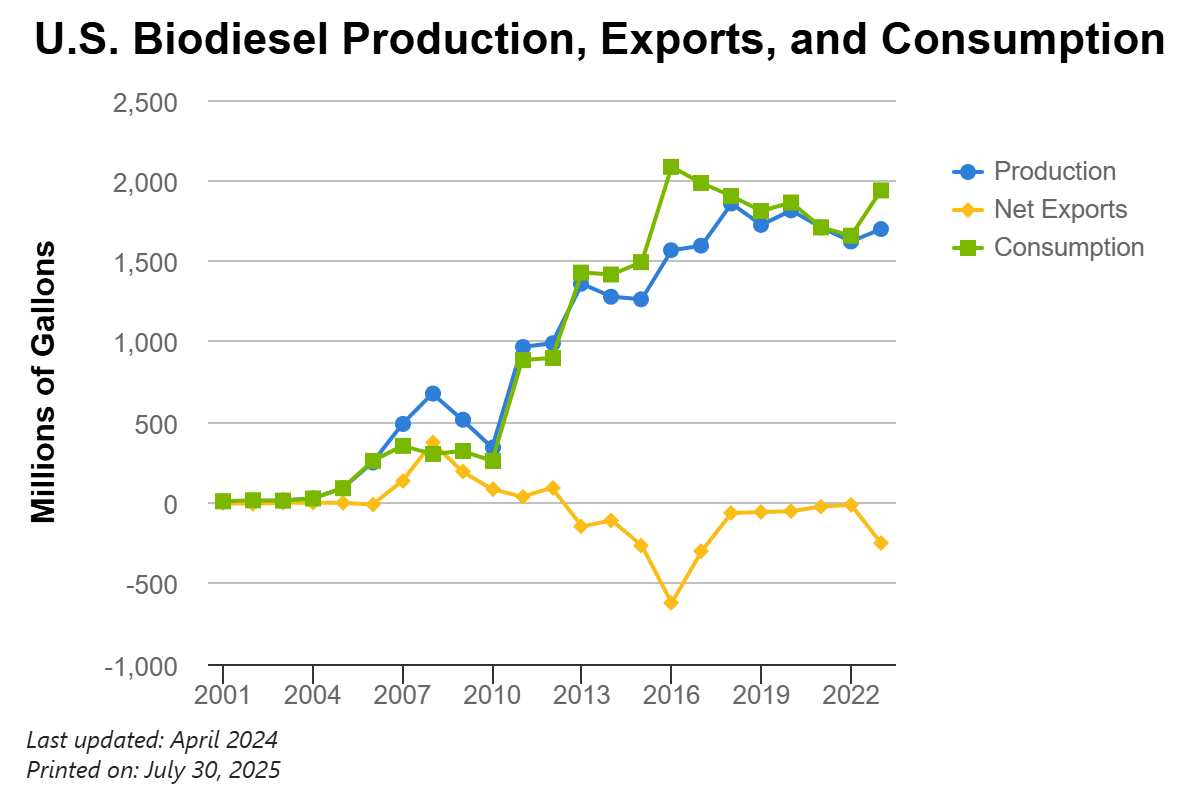 U.S. Biodiesel Production, Exports, and Consumption
Millions of Gallons
2,500
2,000
1,500
1,000
500
0
-500
-1,000
2001 2004 2007 2010 2013 2016 2019 2022
Production
Net Exports
Consumption
Last updated: April 2024
Printed on: July 30, 2025